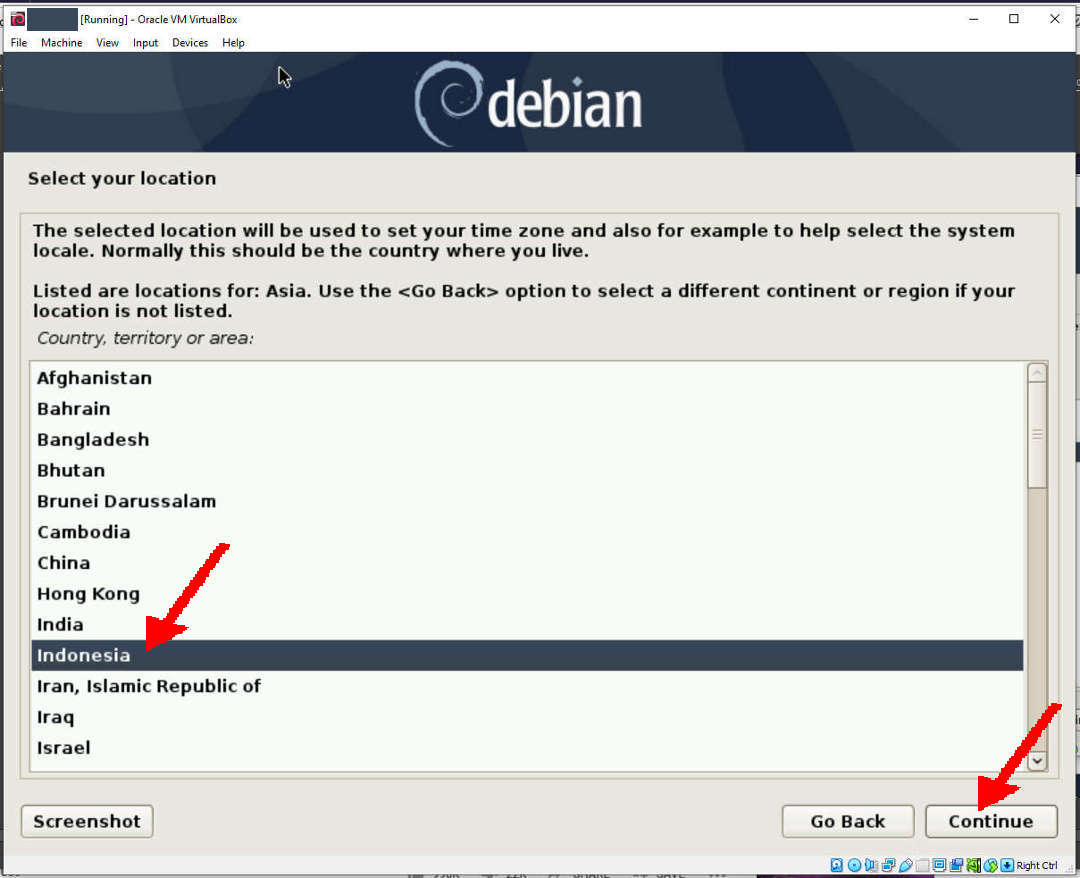 [Running] - Oracle VM VirtualBox
File Machine View Input Devices Help
debian
Select your location
The selected location will be used to set your time zone and also for example to help select the system
locale. Normally this should be the country where you live.
Listed are locations for: Asia. Use the <Go Back> option to select a different continent or region if your
location is not listed.
Country, territory or area:
Afghanistan
Bahrain
Bangladesh
Bhutan
Brunei Darussalam
Cambodia
China
Hong Kong
India
Indonesia
Iran, Islamic Republic of
Iraq
Israel
Screenshot
Go Back
Continue
Right Ctrl